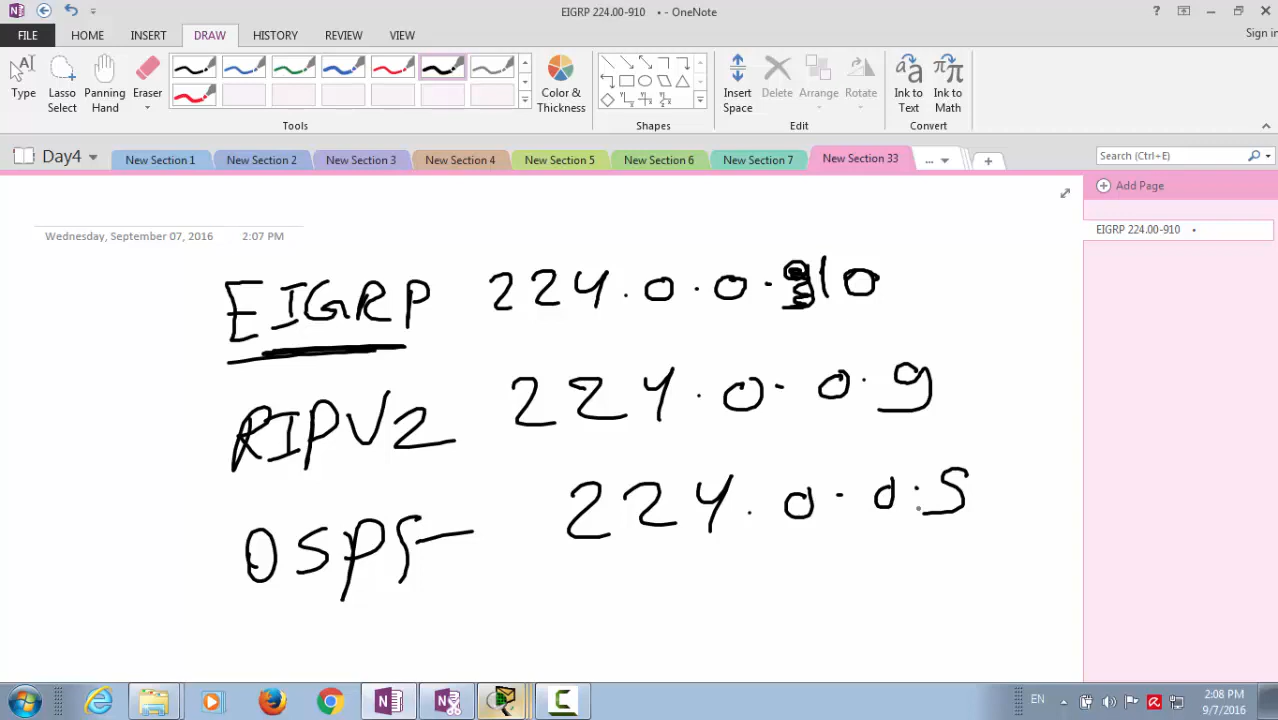 EIGRP 224.00-910 • - OneNote
?
FILE
HOME
INSERT
DRAW
HISTORY
REVIEW
VIEW
Sign in
Type
Lasso Select
Panning Hand
Eraser
Color & Thickness
Insert Space
Delete
Arrange
Rotate
Ink to Text
Ink to Math
Tools
Shapes
Edit
Convert
Day4
New Section 1
New Section 2
New Section 3
New Section 4
New Section 5
New Section 6
New Section 7
New Section 33
...
Search (Ctrl+E)
Add Page
EIGRP 224.00-910 •
Wednesday, September 07, 2016 2:07 PM
EIGRP 224.0.0.10
RIPV2 224.0.0.9
OSPF 224.0.0.5
EN
2:08 PM
9/7/2016